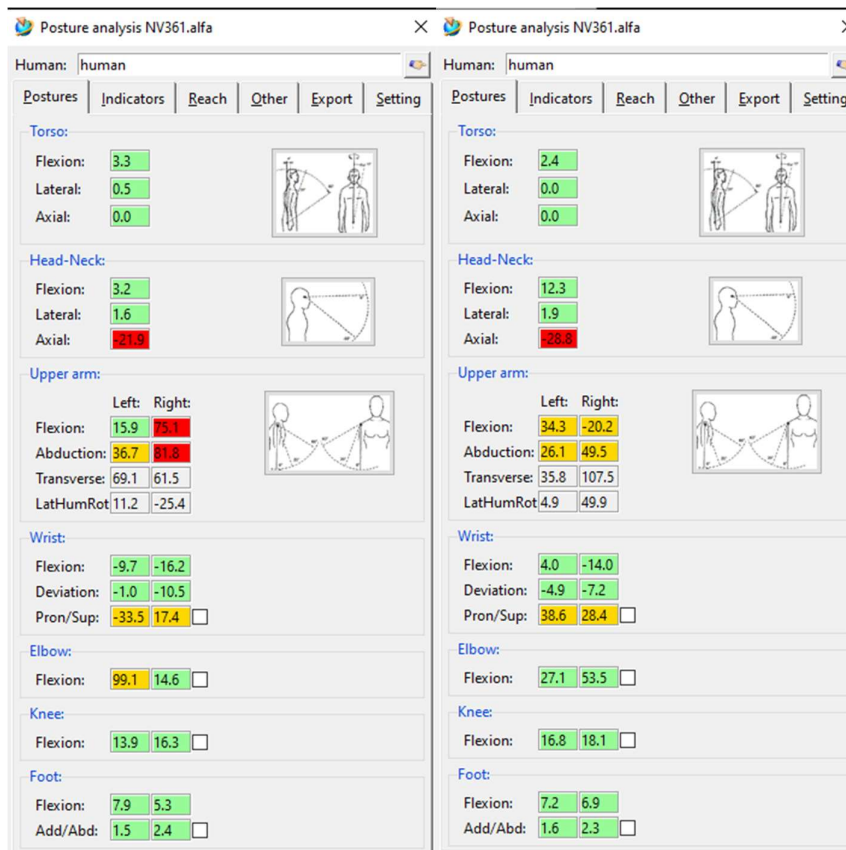 Posture analysis NV361.alfa
Human: human
Postures Indicators Reach Other Export Setting
Torso:
Flexion: 3.3
Lateral: 0.5
Axial: 0.0
Head-Neck:
Flexion: 3.2
Lateral: 1.6
Axial: -21.9
Upper arm:
Left: Right:
Flexion: 15.9 75.1
Abduction: 36.7 81.8
Transverse: 69.1 61.5
LatHumRot 11.2 -25.4
Wrist:
Flexion: -9.7 -16.2
Deviation: -1.0 -10.5
Pron/Sup: -33.5 17.4
Elbow:
Flexion: 99.1 14.6
Knee:
Flexion: 13.9 16.3
Foot:
Flexion: 7.9 5.3
Add/Abd: 1.5 2.4
Posture analysis NV361.alfa
Human: human
Postures Indicators Reach Other Export Setting
Torso:
Flexion: 2.4
Lateral: 0.0
Axial: 0.0
Head-Neck:
Flexion: 12.3
Lateral: 1.9
Axial: -28.8
Upper arm:
Left: Right:
Flexion: 34.3 -20.2
Abduction: 26.1 49.5
Transverse: 35.8 107.5
LatHumRot 4.9 49.9
Wrist:
Flexion: 4.0 -14.0
Deviation: -4.9 -7.2
Pron/Sup: 38.6 28.4
Elbow:
Flexion: 27.1 53.5
Knee:
Flexion: 16.8 18.1
Foot:
Flexion: 7.2 6.9
Add/Abd: 1.6 2.3